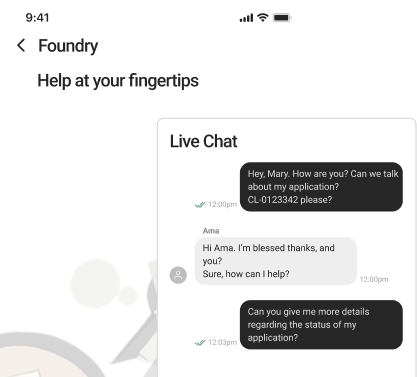 9:41
Foundry
Help at your fingertips
Live Chat
Hey, Mary. How are you? Can we talk
about my application?
CL-0123342 please?
12:00pm
Ama
Hi Ama. I'm blessed thanks, and
you?
Sure, how can I help?
12:00pm
Can you give me more details
regarding the status of my
application?
12:03pm